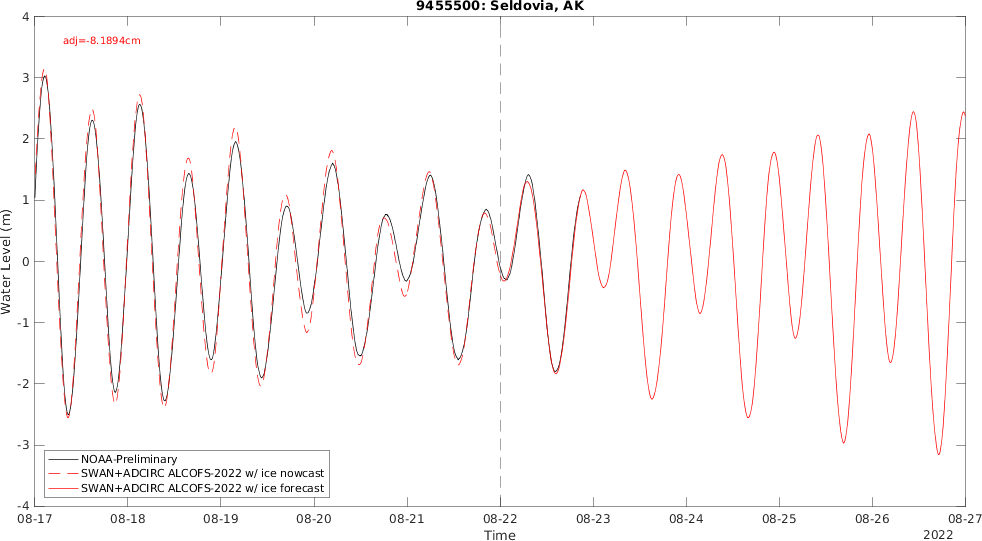 9455500: Seldovia, AK
adj=-8.1894cm
4
3
2
1
0
-1
-2
-3
-4
Water Level (m)
NOAA-Preliminary
SWAN+ADCIRC ALCOFS-2022 w/ ice nowcast
SWAN+ADCIRC ALCOFS-2022 w/ ice forecast
08-17 08-18 08-19 08-20 08-21 08-22 08-23 08-24 08-25 08-26 08-27
Time
2022